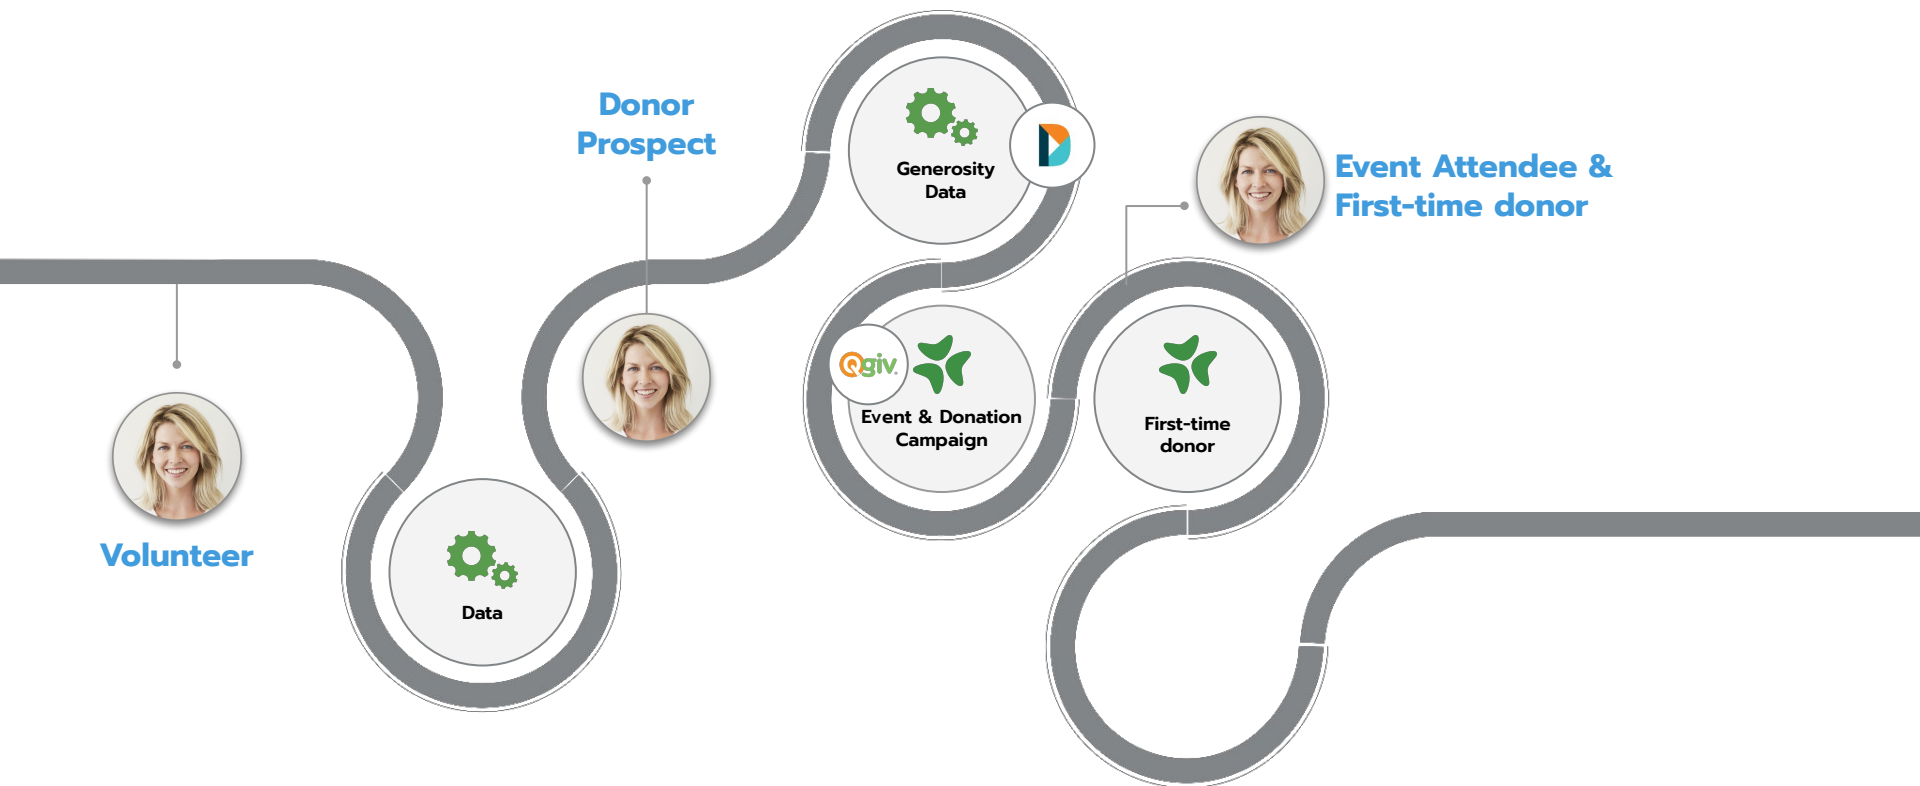 Volunteer
Data
Donor
Prospect
Generosity
Data
Qgiv
Event & Donation
Campaign
First-time
donor
Event Attendee &
First-time donor